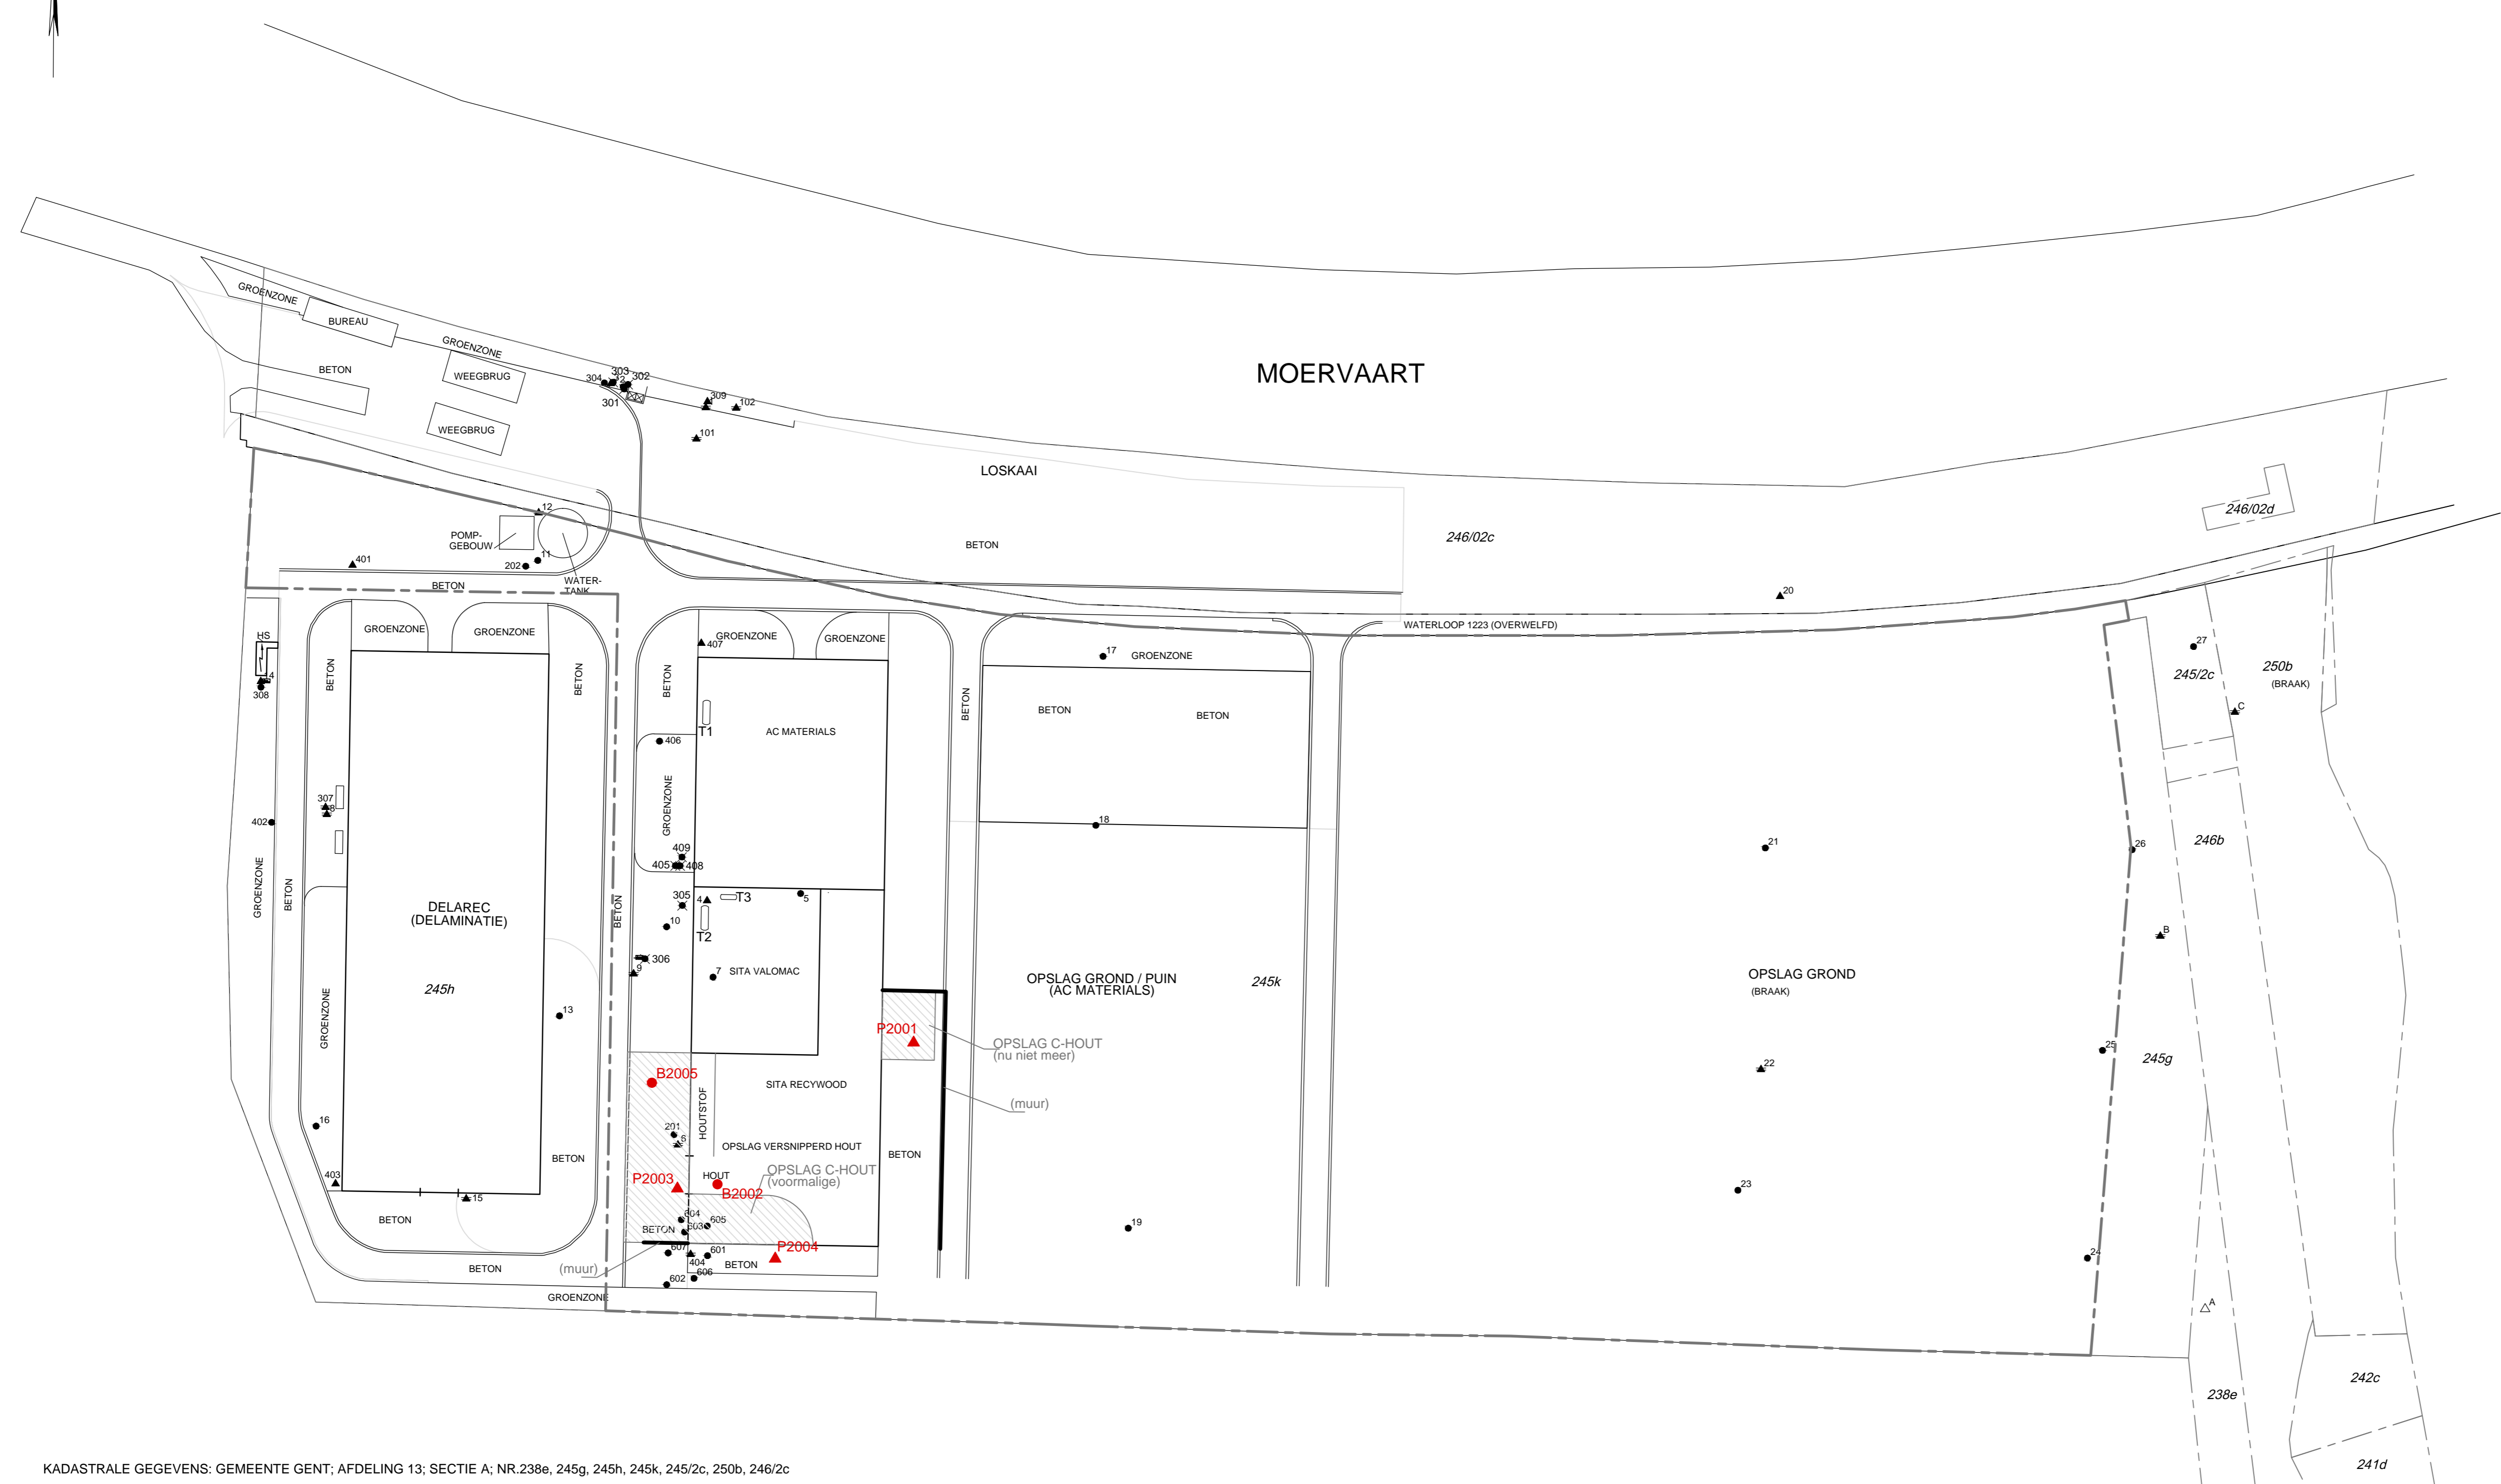 MOERVAART
GROENZONE
BUREAU
GROENZONE
BETON
WEEGBRUG
WEEGBRUG
304
303
302
301
309
102
101
LOSKAAI
BETON
246/02c
246/02d
12
POMP-
GEBOUW
11
202
WATER-
TANK
401
BETON
20
WATERLOOP 1223 (OVERWELFD)
HS
14
308
GROENZONE
GROENZONE
BETON
BETON
BETON
407
GROENZONE
GROENZONE
BETON
17
GROENZONE
BETON
BETON
27
245/2c
250b
(BRAAK)
C
T1
AC MATERIALS
406
GROENZONE
307
8
402
GROENZONE
BETON
409
405
408
305
4
T3
5
10
T2
BETON
306
9
7
SITA VALOMAC
18
21
26
246b
B
DELAREC
(DELAMINATIE)
245h
GROENZONE
13
OPSLAG GROND / PUIN
(AC MATERIALS)
245k
OPSLAG GROND
(BRAAK)
P2001
OPSLAG C-HOUT
(nu niet meer)
25
245g
22
B2005
SITA RECYWOOD
HOUTSTOF
(muur)
16
201
6
OPSLAG VERSNIPPERD HOUT
BETON
BETON
OPSLAG C-HOUT
(voormalige)
HOUT
P2003
B2002
403
15
23
BETON
604
605
BETON
603
19
607
601
P2004
404
BETON
606
602
BETON
(muur)
24
GROENZONE
A
242c
238e
241d
KADASTRALE GEGEVENS: GEMEENTE GENT; AFDELING 13; SECTIE A; NR.238e, 245g, 245h, 245k, 245/2c, 250b, 246/2c